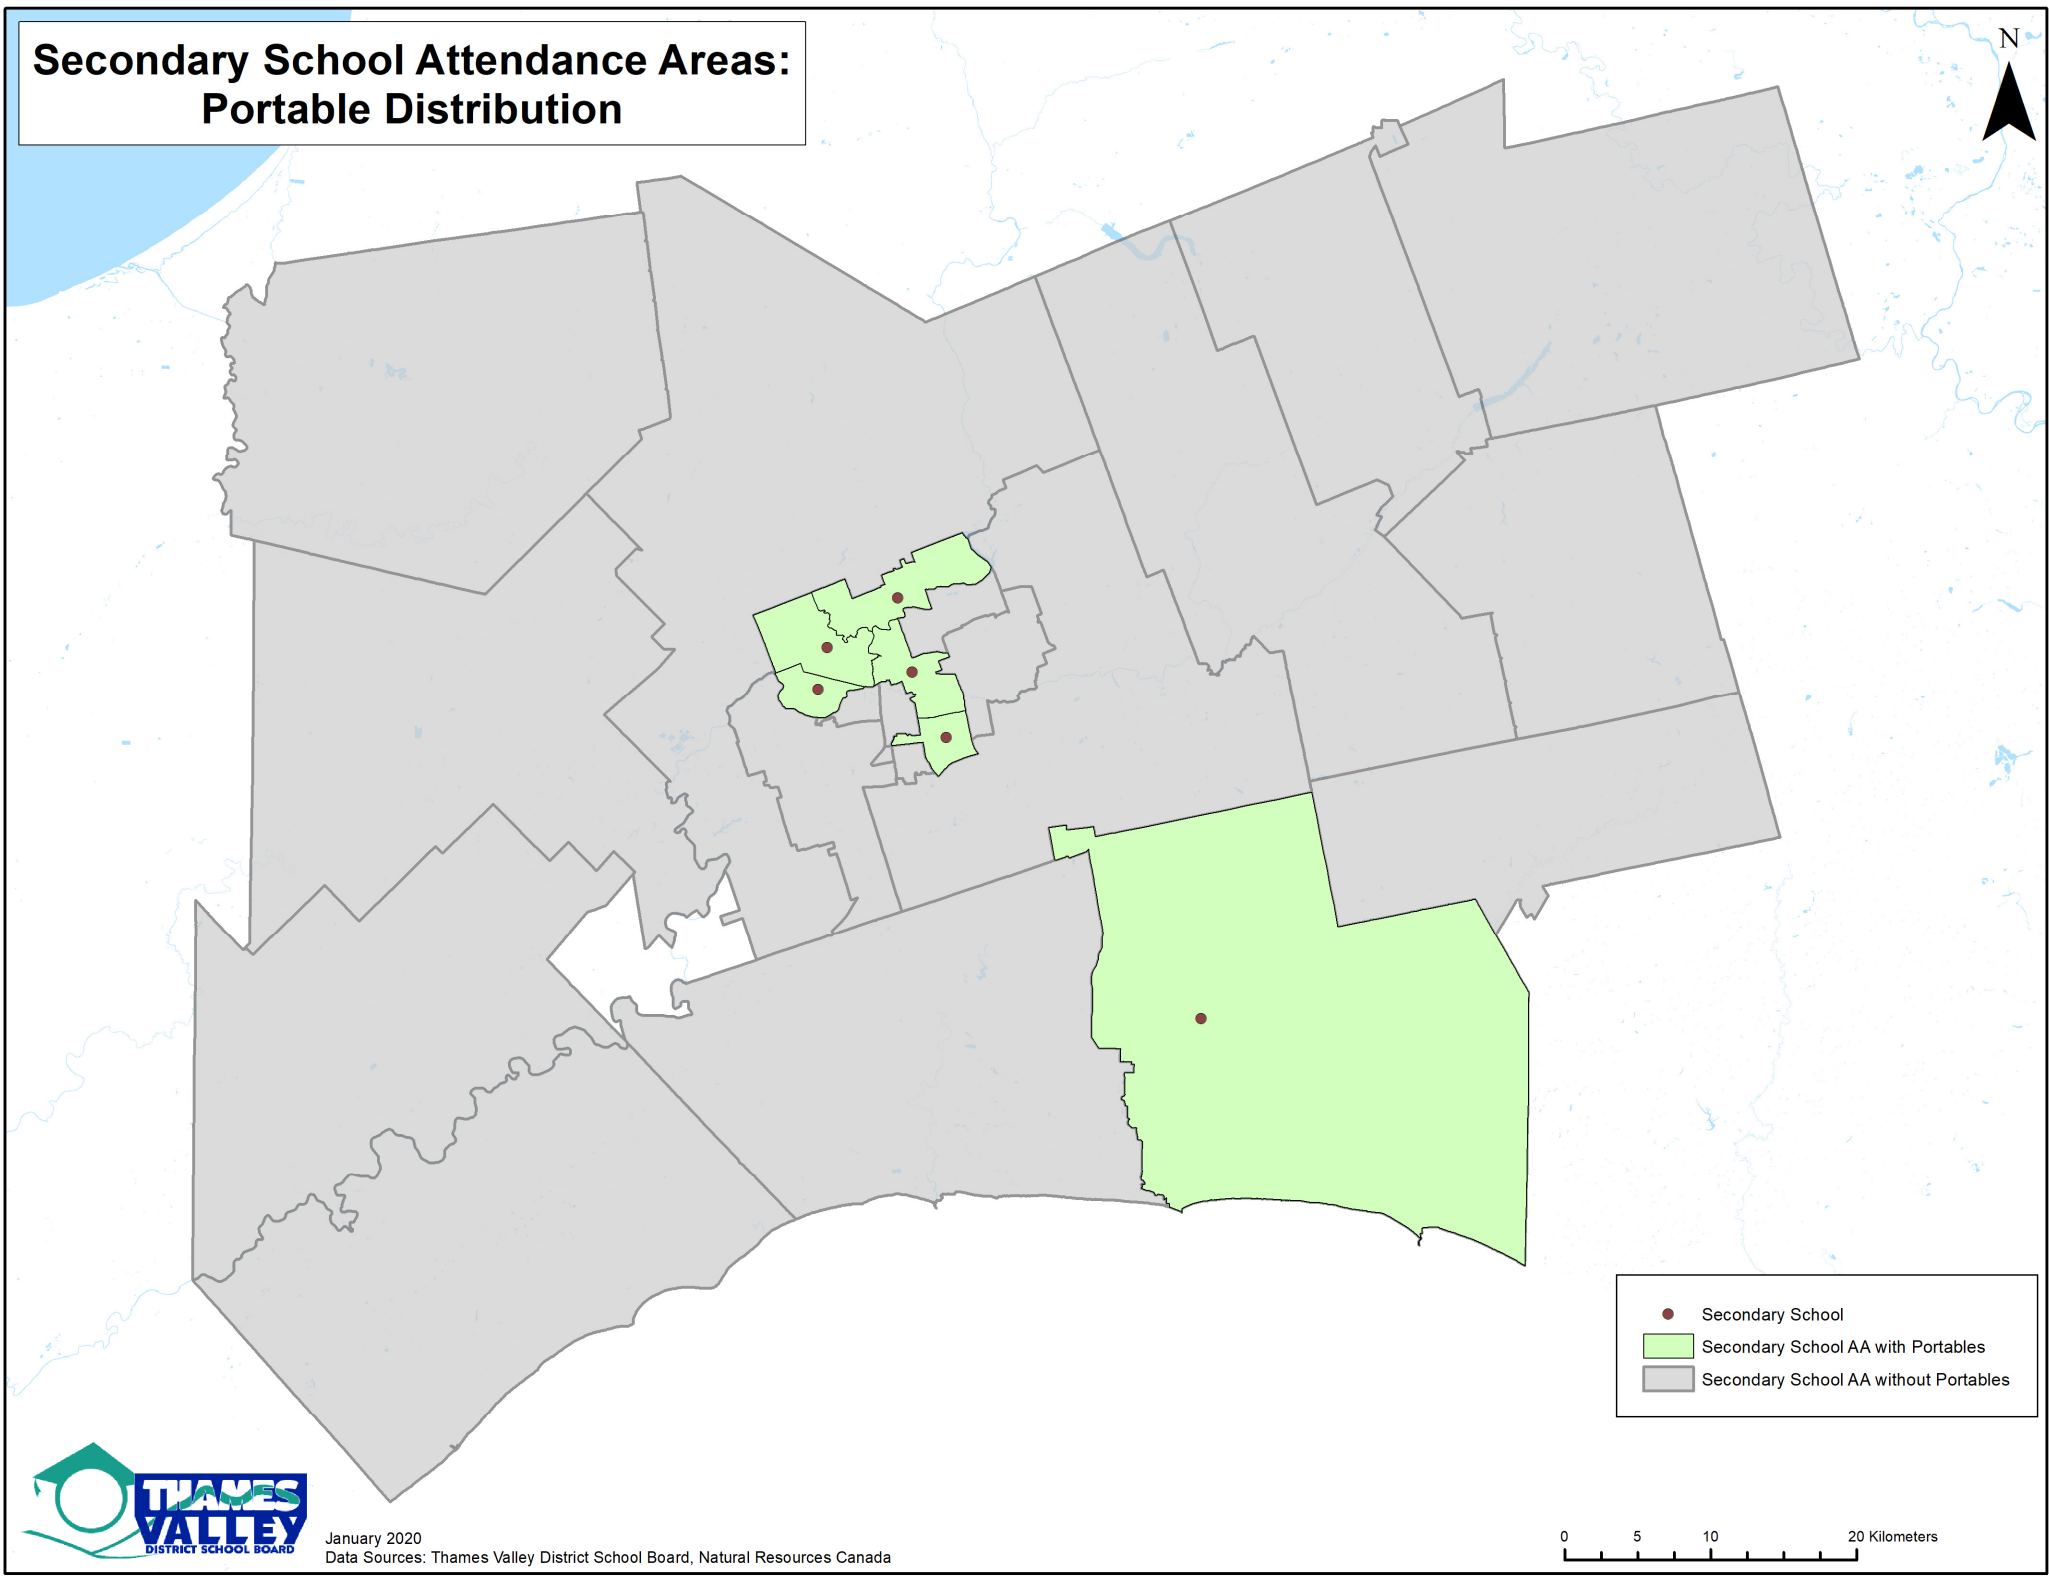 Secondary School Attendance Areas:
Portable Distribution
N
Secondary School
Secondary School AA with Portables
Secondary School AA without Portables
THAMES
VALLEY
DISTRICT SCHOOL BOARD
January 2020
Data Sources: Thames Valley District School Board, Natural Resources Canada
0 5 10 20 Kilometers